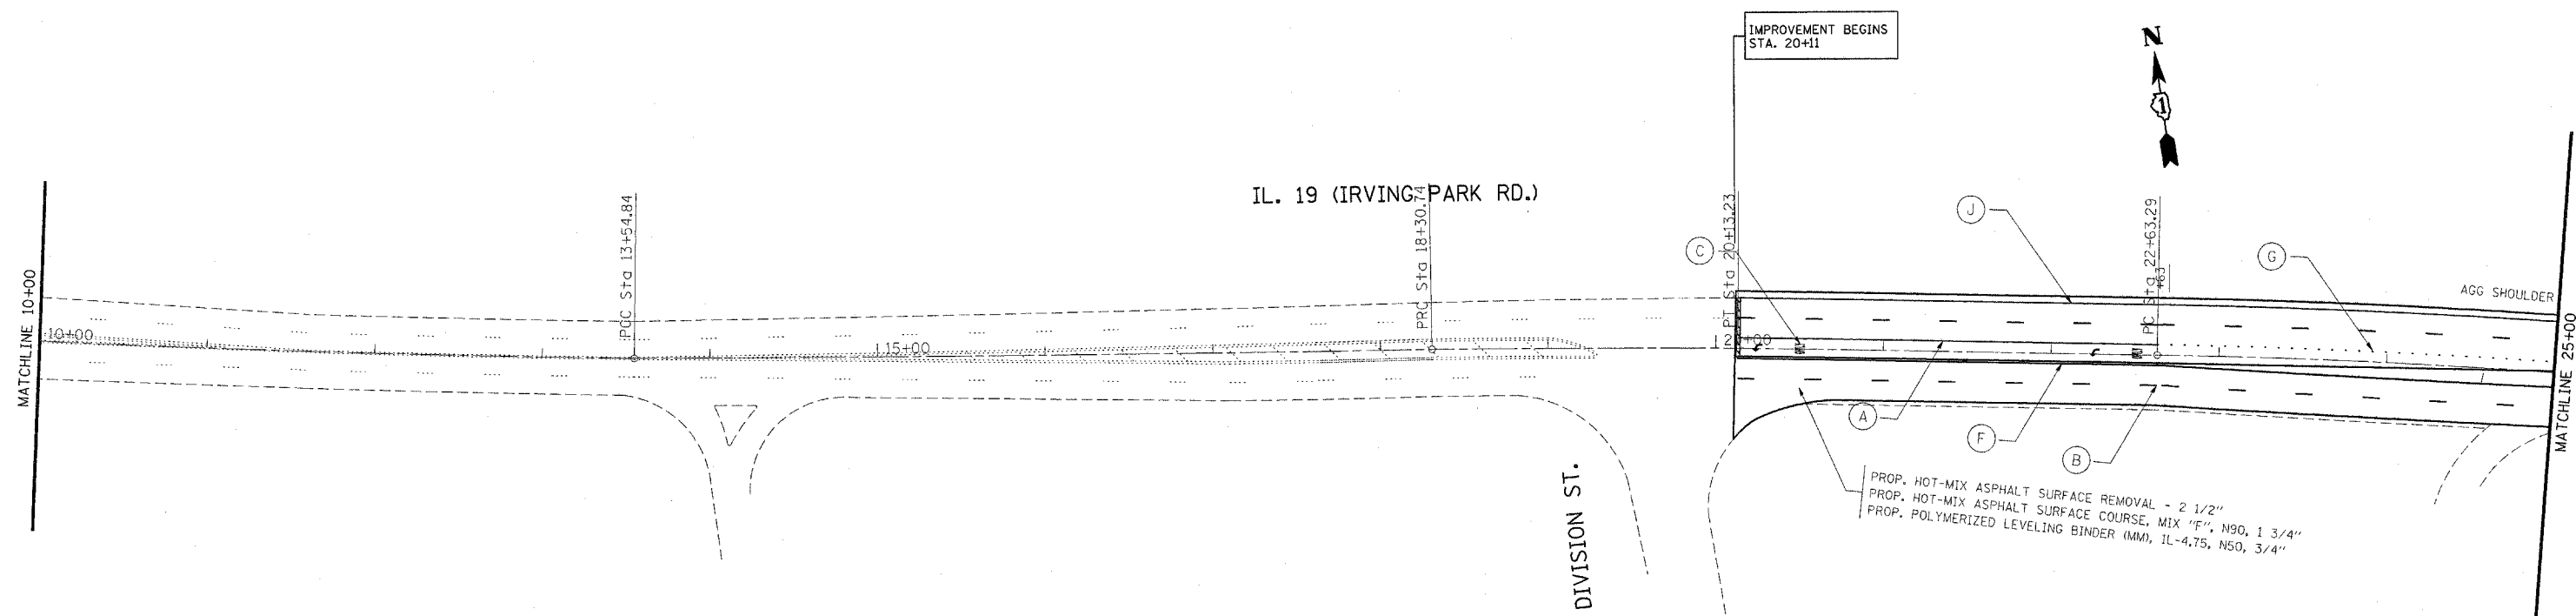 IMPROVEMENT BEGINS
STA. 20+11
N
1
IL. 19 (IRVING PARK RD.)
MATCHLINE 10+00
10+00
PCC Sta 13+54.84
15+00
PRC Sta 18+30.74
PT Sta 20+13.23
PC Sta 22+63.29
+63
C
J
G
AGG SHOULDER
MATCHLINE 25+00
A
F
B
DIVISION ST.
PROP. HOT-MIX ASPHALT SURFACE REMOVAL - 2 1/2"
PROP. HOT-MIX ASPHALT SURFACE COURSE, MIX "F", N90, 1 3/4"
PROP. POLYMERIZED LEVELING BINDER (MM), IL-4.75, N50, 3/4"